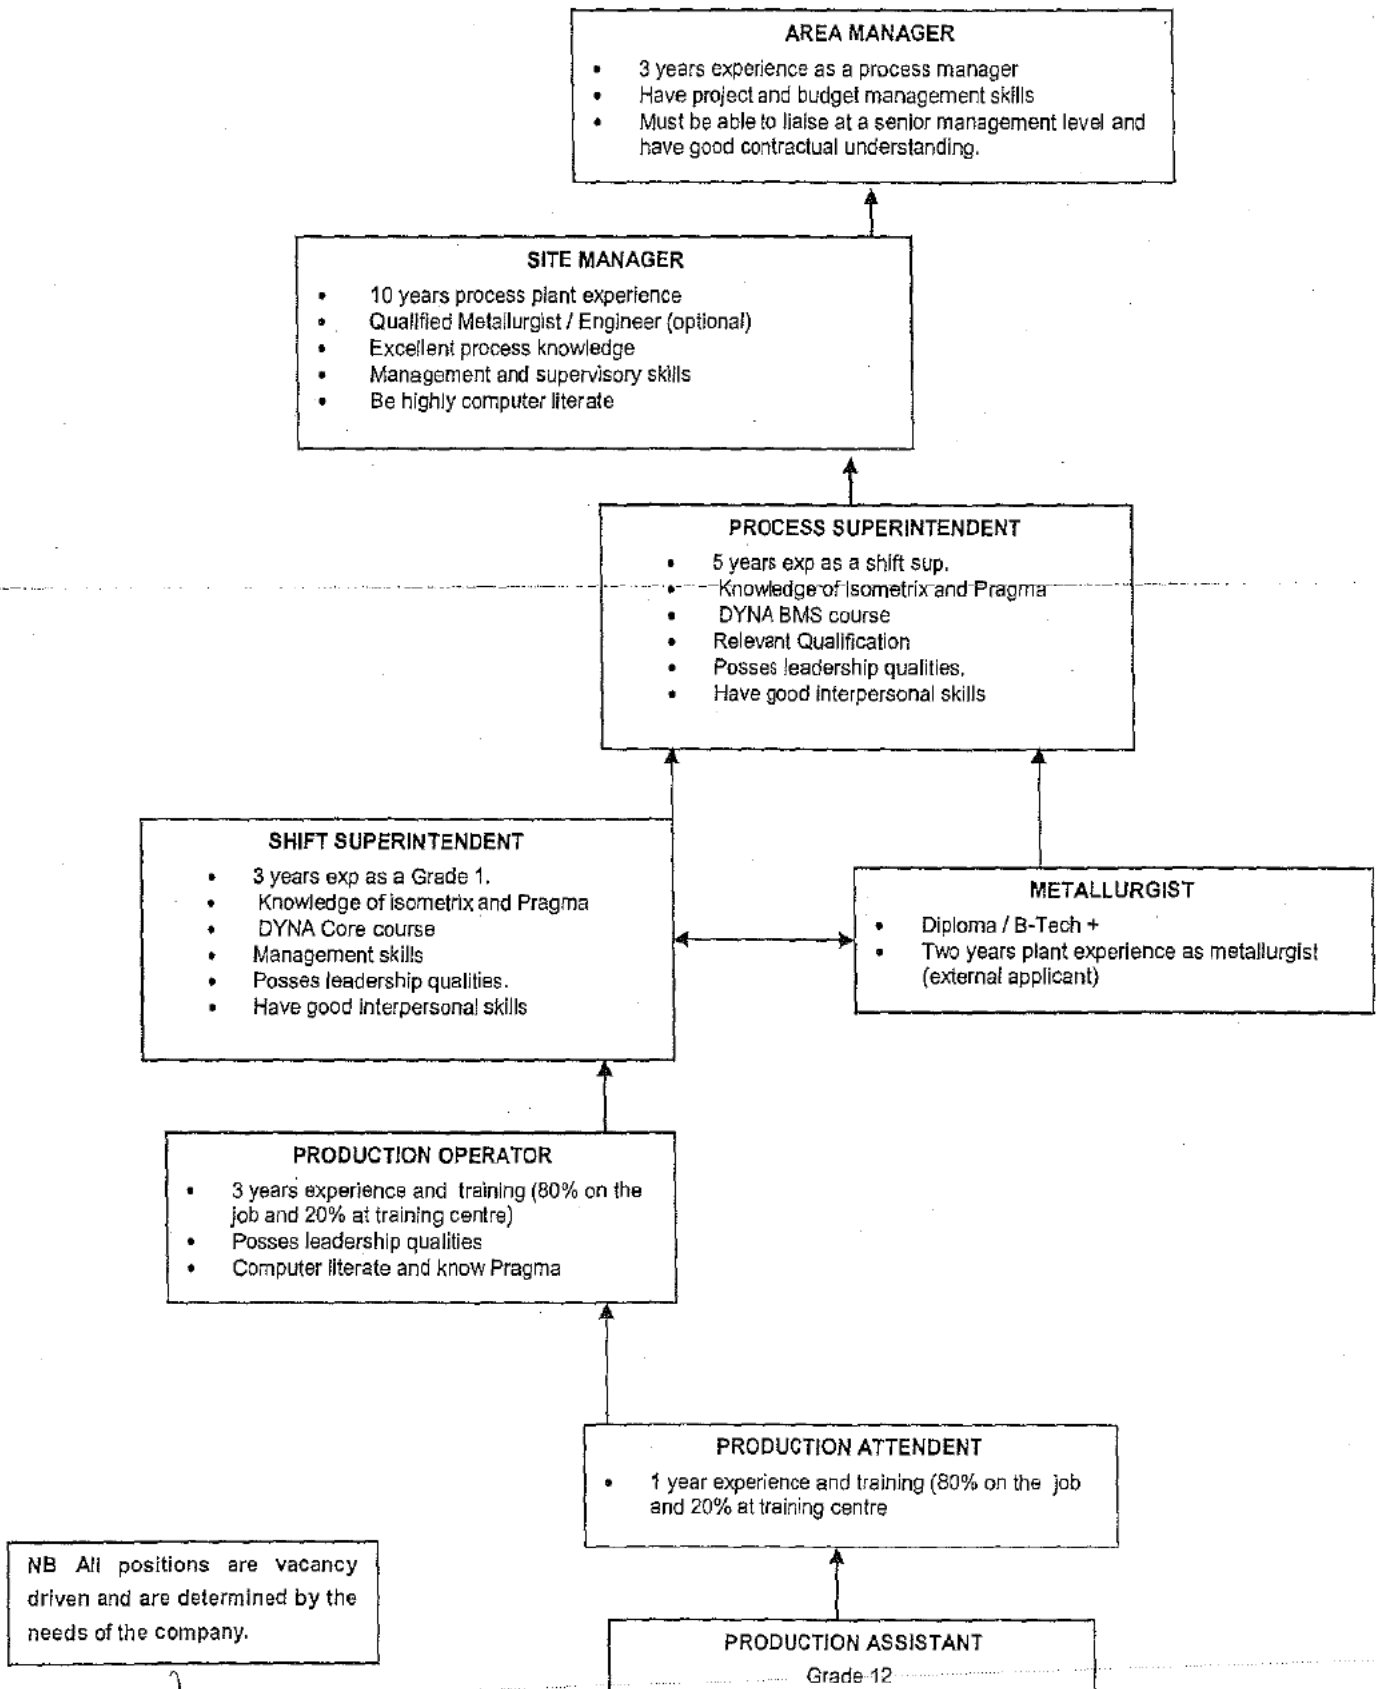 AREA MANAGER
• 3 years experience as a process manager
• Have project and budget management skills
• Must be able to liaise at a senior management level and
have good contractual understanding.
SITE MANAGER
• 10 years process plant experience
• Qualified Metallurgist / Engineer (optional)
• Excellent process knowledge
• Management and supervisory skills
• Be highly computer literate
PROCESS SUPERINTENDENT
• 5 years exp as a shift sup.
• Knowledge of Isometrix and Pragma
• DYNA BMS course
• Relevant Qualification
• Posses leadership qualities.
• Have good interpersonal skills
SHIFT SUPERINTENDENT
• 3 years exp as a Grade 1.
• Knowledge of isometrix and Pragma
• DYNA Core course
• Management skills
• Posses leadership qualities.
• Have good interpersonal skills
METALLURGIST
• Diploma / B-Tech +
• Two years plant experience as metallurgist
(external applicant)
PRODUCTION OPERATOR
• 3 years experience and training (80% on the
job and 20% at training centre)
• Posses leadership qualities
• Computer literate and know Pragma
PRODUCTION ATTENDENT
• 1 year experience and training (80% on the job
and 20% at training centre
NB All positions are vacancy
driven and are determined by the
needs of the company.
PRODUCTION ASSISTANT
Grade 12